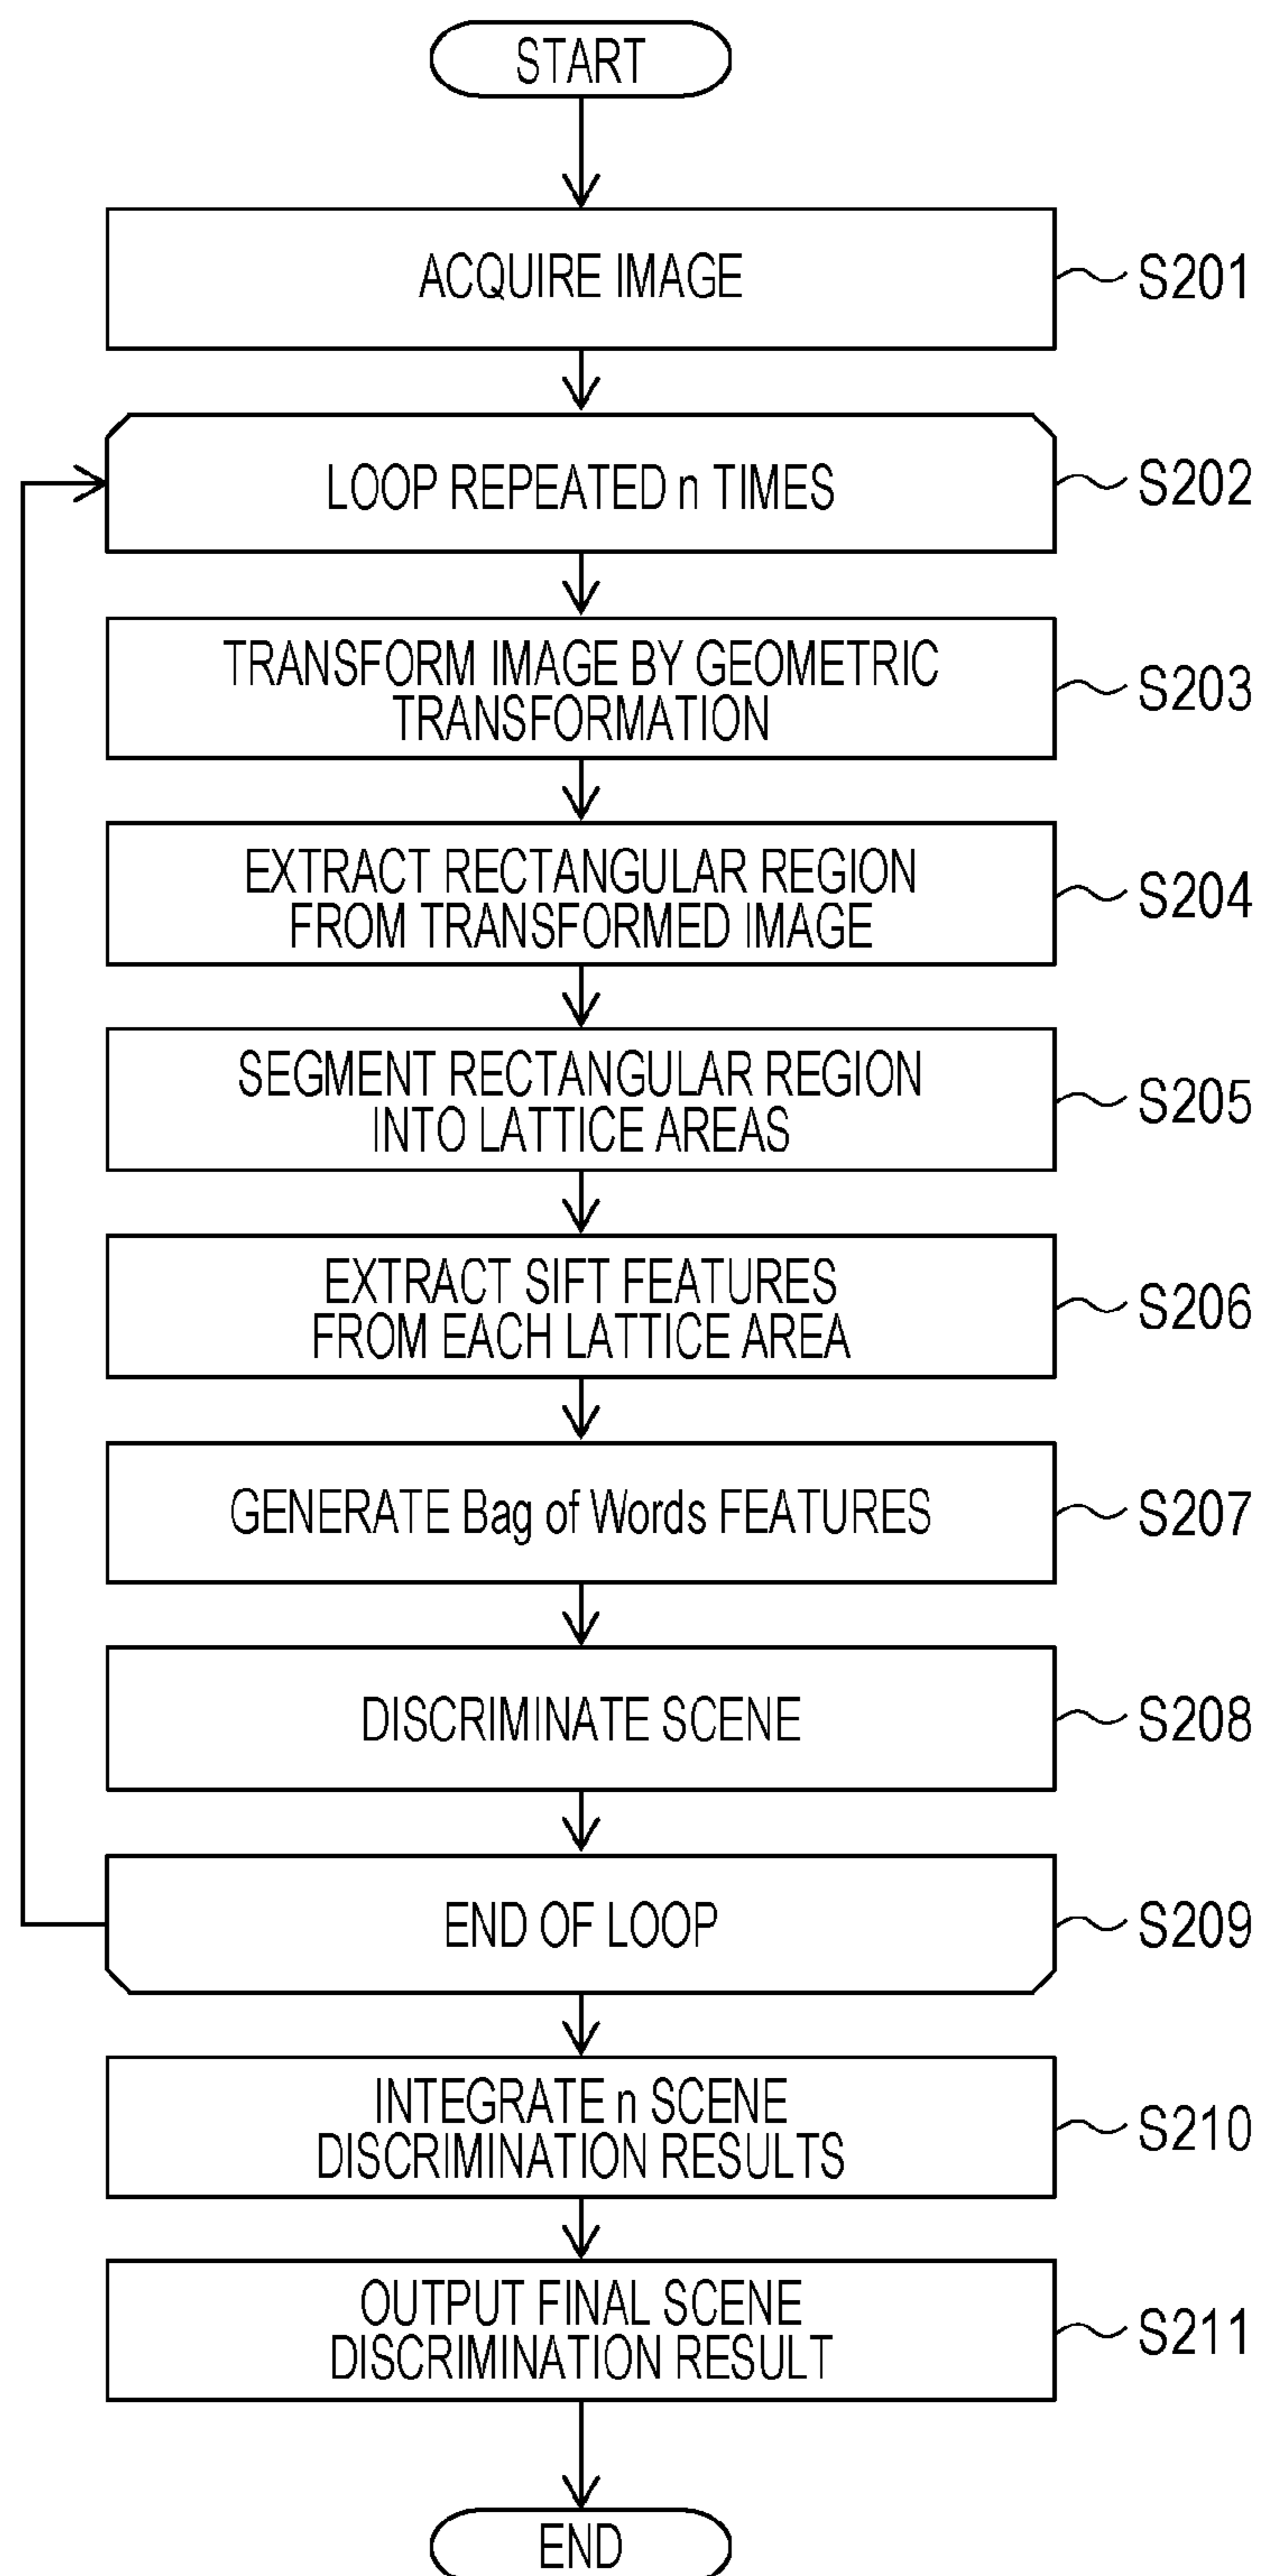 START
ACQUIRE IMAGE
S201
LOOP REPEATED n TIMES
S202
TRANSFORM IMAGE BY GEOMETRIC
TRANSFORMATION
S203
EXTRACT RECTANGULAR REGION
FROM TRANSFORMED IMAGE
S204
SEGMENT RECTANGULAR REGION
INTO LATTICE AREAS
S205
EXTRACT SIFT FEATURES
FROM EACH LATTICE AREA
S206
GENERATE Bag of Words FEATURES
S207
DISCRIMINATE SCENE
S208
END OF LOOP
S209
INTEGRATE n SCENE
DISCRIMINATION RESULTS
S210
OUTPUT FINAL SCENE
DISCRIMINATION RESULT
S211
END